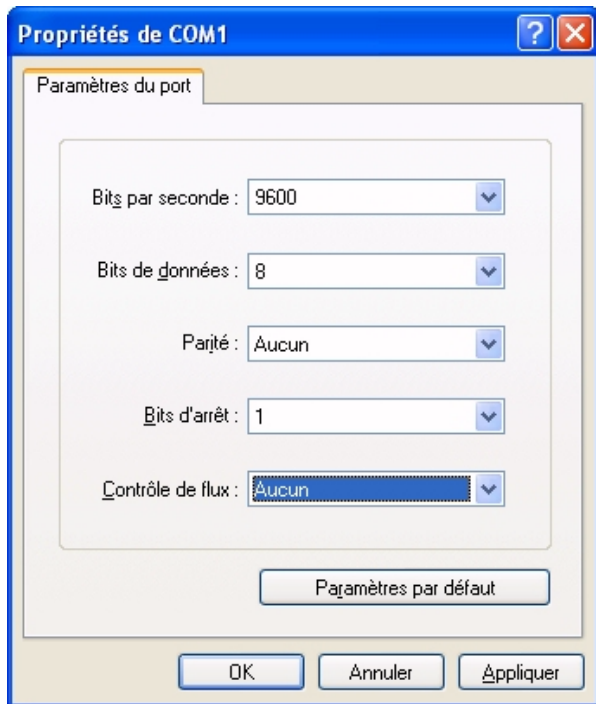 Propriétés de COM1
Paramètres du port
Bits par seconde : 9600
Bits de données : 8
Parité : Aucun
Bits d'arrêt : 1
Contrôle de flux : Aucun
Paramètres par défaut
OK Annuler Appliquer